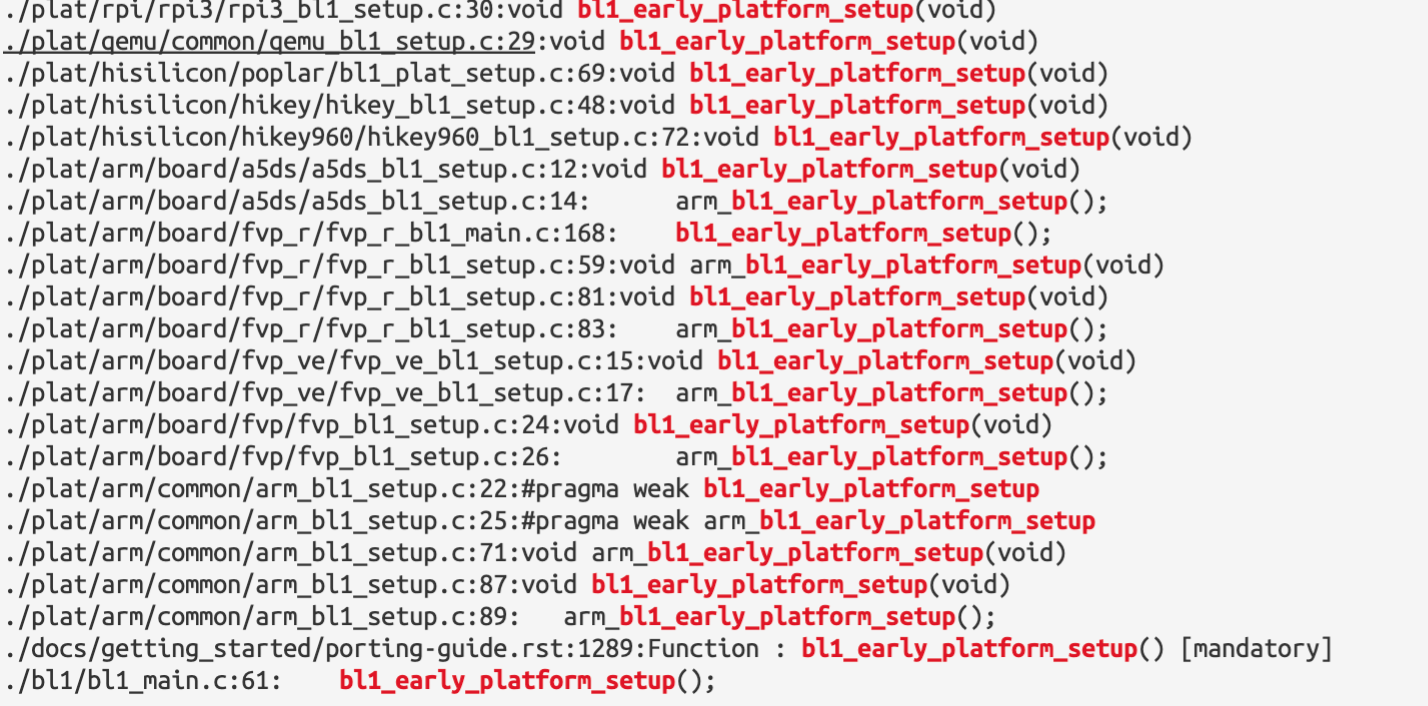 ./plat/rpi/rpi3/rpi3_bl1_setup.c:30:void bl1_early_platform_setup(void)
./plat/qemu/common/qemu_bl1_setup.c:29:void bl1_early_platform_setup(void)
./plat/hisilicon/poplar/bl1_plat_setup.c:69:void bl1_early_platform_setup(void)
./plat/hisilicon/hikey/hikey_bl1_setup.c:48:void bl1_early_platform_setup(void)
./plat/hisilicon/hikey960/hikey960_bl1_setup.c:72:void bl1_early_platform_setup(void)
./plat/arm/board/a5ds/a5ds_bl1_setup.c:12:void bl1_early_platform_setup(void)
./plat/arm/board/a5ds/a5ds_bl1_setup.c:14:      arm_bl1_early_platform_setup();
./plat/arm/board/fvp_r/fvp_r_bl1_main.c:168:    bl1_early_platform_setup();
./plat/arm/board/fvp_r/fvp_r_bl1_setup.c:59:void arm_bl1_early_platform_setup(void)
./plat/arm/board/fvp_r/fvp_r_bl1_setup.c:81:void bl1_early_platform_setup(void)
./plat/arm/board/fvp_r/fvp_r_bl1_setup.c:83:    arm_bl1_early_platform_setup();
./plat/arm/board/fvp_ve/fvp_ve_bl1_setup.c:15:void bl1_early_platform_setup(void)
./plat/arm/board/fvp_ve/fvp_ve_bl1_setup.c:17:  arm_bl1_early_platform_setup();
./plat/arm/board/fvp/fvp_bl1_setup.c:24:void bl1_early_platform_setup(void)
./plat/arm/board/fvp/fvp_bl1_setup.c:26:        arm_bl1_early_platform_setup();
./plat/arm/common/arm_bl1_setup.c:22:#pragma weak bl1_early_platform_setup
./plat/arm/common/arm_bl1_setup.c:25:#pragma weak arm_bl1_early_platform_setup
./plat/arm/common/arm_bl1_setup.c:71:void arm_bl1_early_platform_setup(void)
./plat/arm/common/arm_bl1_setup.c:87:void bl1_early_platform_setup(void)
./plat/arm/common/arm_bl1_setup.c:89:   arm_bl1_early_platform_setup();
./docs/getting_started/porting-guide.rst:1289:Function : bl1_early_platform_setup() [mandatory]
./bl1/bl1_main.c:61:    bl1_early_platform_setup();